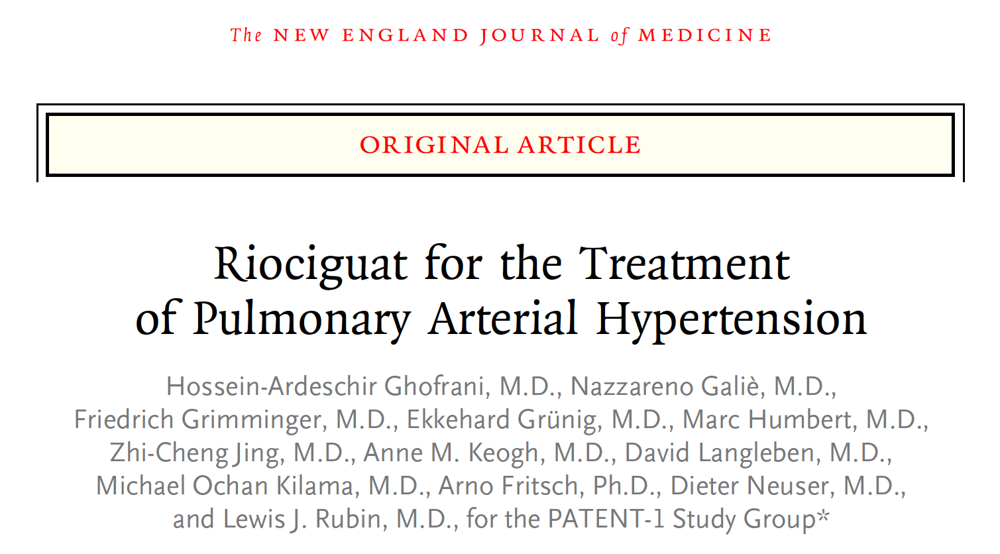 The NEW ENGLAND JOURNAL of MEDICINE
ORIGINAL ARTICLE
Riociguat for the Treatment
of Pulmonary Arterial Hypertension
Hossein-Ardeschir Ghofrani, M.D., Nazzareno Galiè, M.D.,
Friedrich Grimminger, M.D., Ekkehard Grünig, M.D., Marc Humbert, M.D.,
Zhi-Cheng Jing, M.D., Anne M. Keogh, M.D., David Langleben, M.D.,
Michael Ochan Kilama, M.D., Arno Fritsch, Ph.D., Dieter Neuser, M.D.,
and Lewis J. Rubin, M.D., for the PATENT-1 Study Group*